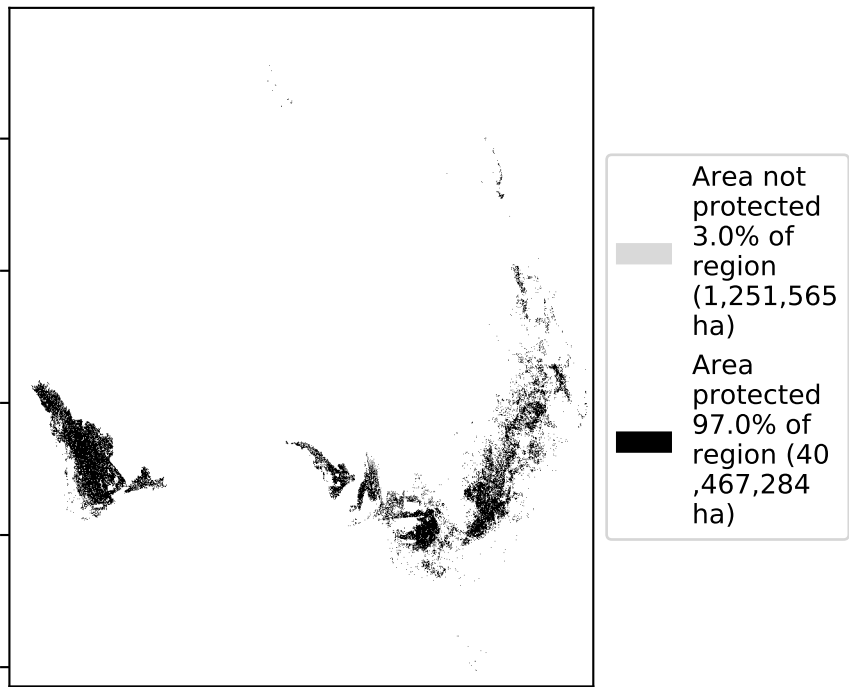 Area not
protected
3.0% of
region
(1,251,565
ha)
Area
protected
97.0% of
region (40
,467,284
ha)